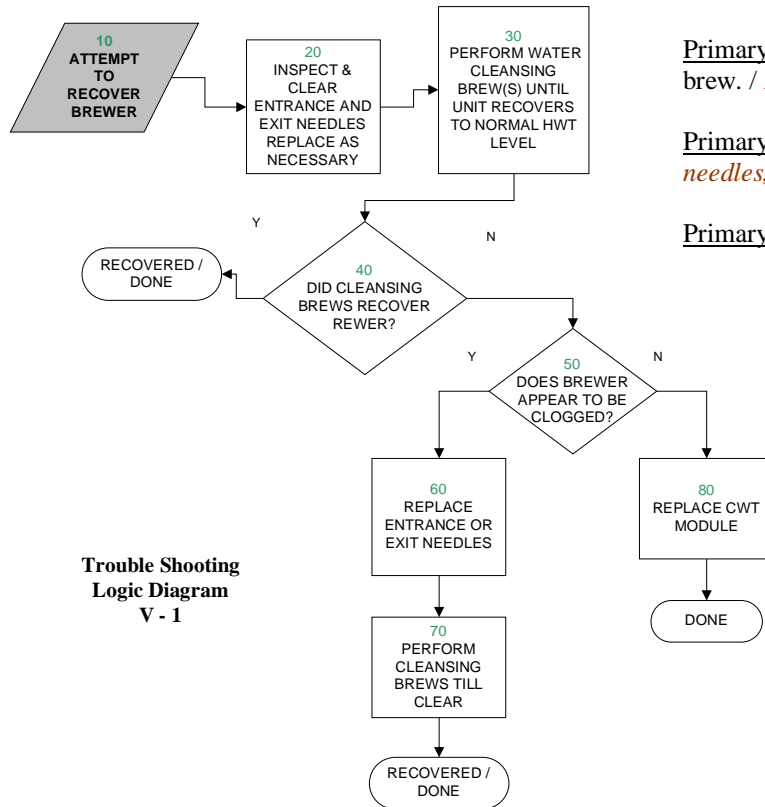 10
ATTEMPT
TO
RECOVER
BREWER
20
INSPECT &
CLEAR
ENTRANCE AND
EXIT NEEDLES
REPLACE AS
NECESSARY
30
PERFORM WATER
CLEANSING
BREW(S) UNTIL
UNIT RECOVERS
TO NORMAL HWT
LEVEL
Primary
brew. /
Primary
needles,
Primary
Y
N
RECOVERED /
DONE
40
DID CLEANSING
BREWS RECOVER
REWER?
Y
N
50
DOES BREWER
APPEAR TO BE
CLOGGED?
60
REPLACE
ENTRANCE OR
EXIT NEEDLES
80
REPLACE CWT
MODULE
Trouble Shooting
Logic Diagram
V - 1
70
PERFORM
CLEANSING
BREWS TILL
CLEAR
DONE
RECOVERED /
DONE